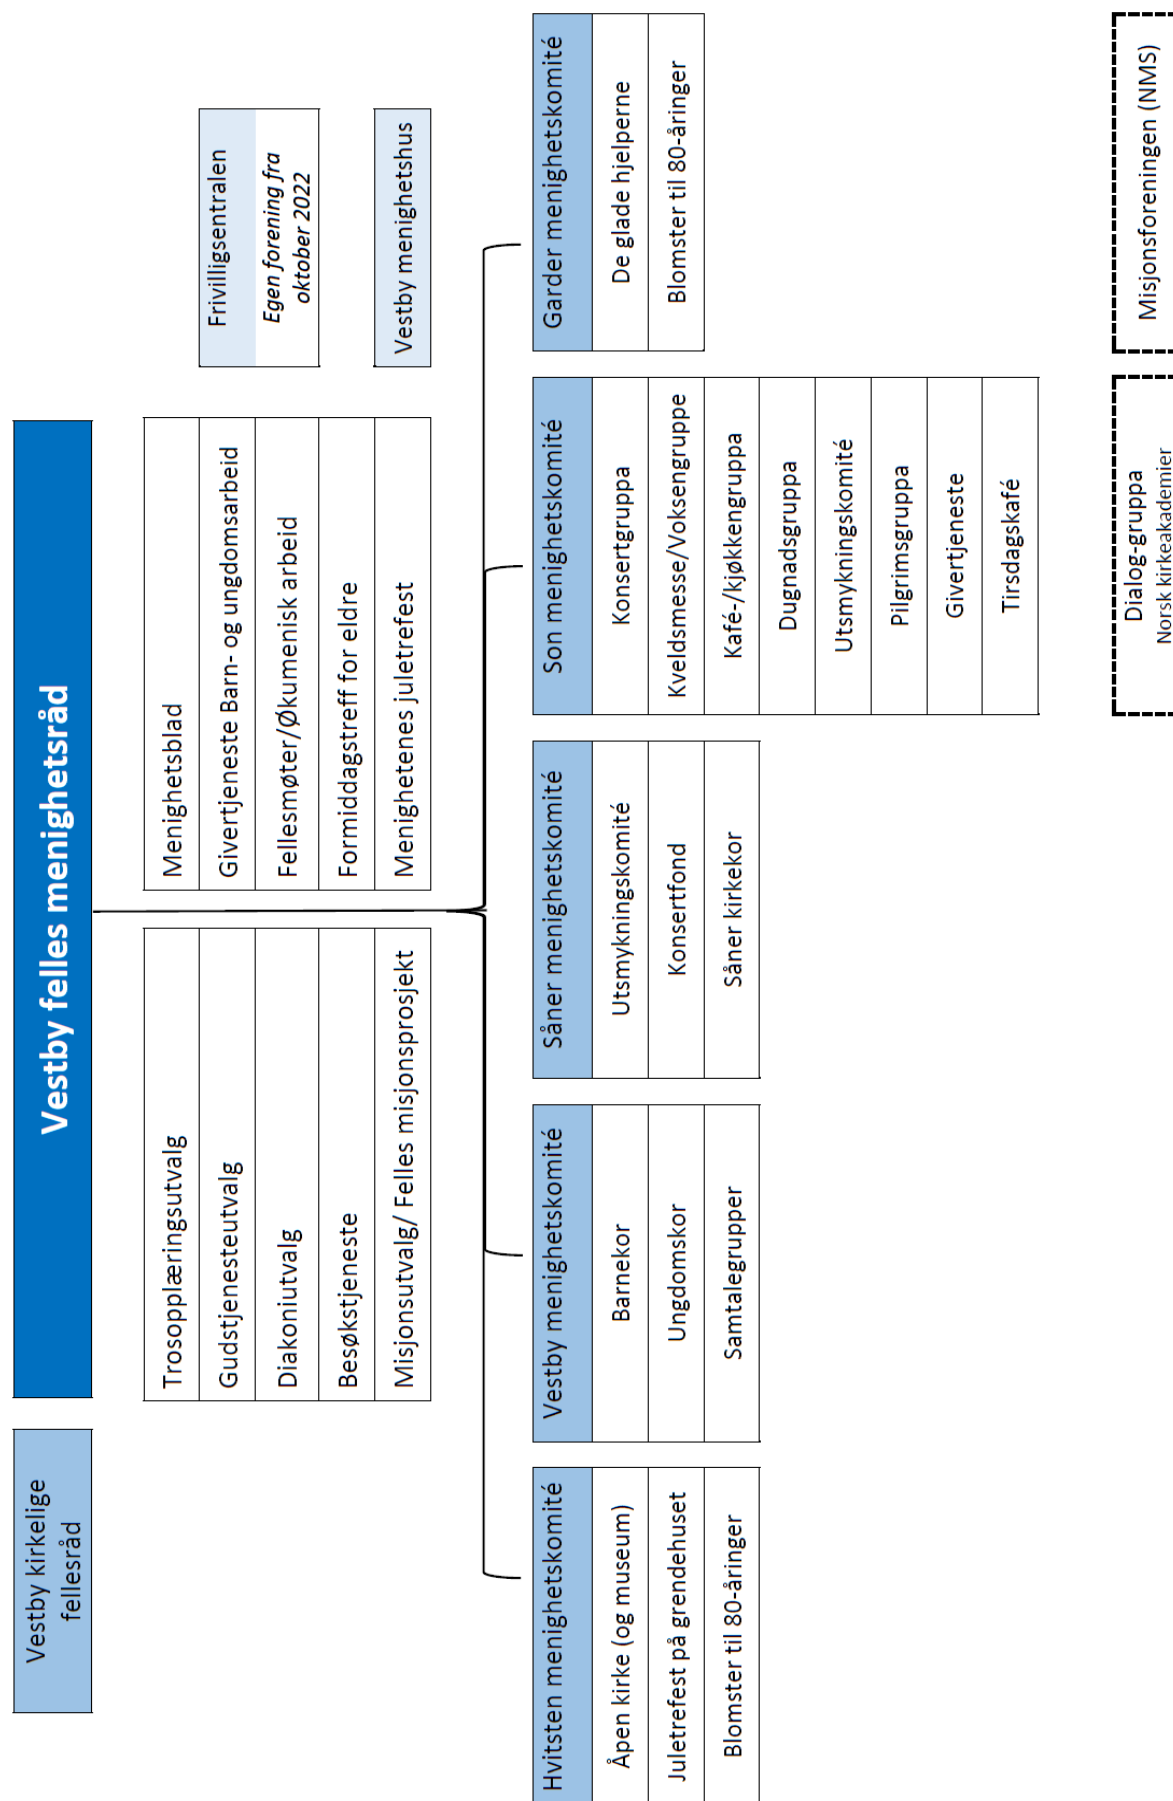 Vestby kirkelige
fellesråd
Vestby felles menighetsråd
Trosopplæringsutvalg
Gudstjenesteutvalg
Diakoniutvalg
Besøkstjeneste
Misjonsutvalg/ Felles misjonsprosjekt
Menighetsblad
Givertjeneste Barn- og ungdomsarbeid
Fellesmøter/Økumenisk arbeid
Formiddagstreff for eldre
Menighetenes juletrefest
Frivilligsentralen
Egen forening fra
oktober 2022
Vestby menighetshus
Hvitsten menighetskomité
Åpen kirke (og museum)
Juletrefest på grendehuset
Blomster til 80-åringer
Vestby menighetskomité
Barnekor
Ungdomskor
Samtalegrupper
Såner menighetskomité
Utsmykningskomité
Konsertfond
Såner kirkekor
Son menighetskomité
Konsertgruppa
Kveldsmesse/Voksengruppe
Kafé-/kjøkkengruppa
Dugnadsgruppa
Utsmykningskomité
Pilgrimsgruppa
Givertjeneste
Tirsdagskafé
Garder menighetskomité
De glade hjelperne
Blomster til 80-åringer
Dialog-gruppa
Norsk kirkeakademier
Misjonsforeningen (NMS)